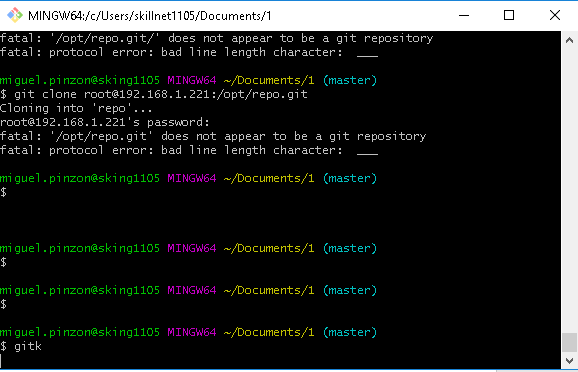 MINGW64:/c/Users/skillnet1105/Documents/1
fatal: '/opt/repo.git/' does not appear to be a git repository
fatal: protocol error: bad line length character:  ___
miguel.pinzon@sking1105 MINGW64 ~/Documents/1 (master)
$ git clone root@192.168.1.221:/opt/repo.git
Cloning into 'repo'...
root@192.168.1.221's password:
fatal: '/opt/repo.git' does not appear to be a git repository
fatal: protocol error: bad line length character:  ___
miguel.pinzon@sking1105 MINGW64 ~/Documents/1 (master)
$
miguel.pinzon@sking1105 MINGW64 ~/Documents/1 (master)
$
miguel.pinzon@sking1105 MINGW64 ~/Documents/1 (master)
$
miguel.pinzon@sking1105 MINGW64 ~/Documents/1 (master)
$ gitk